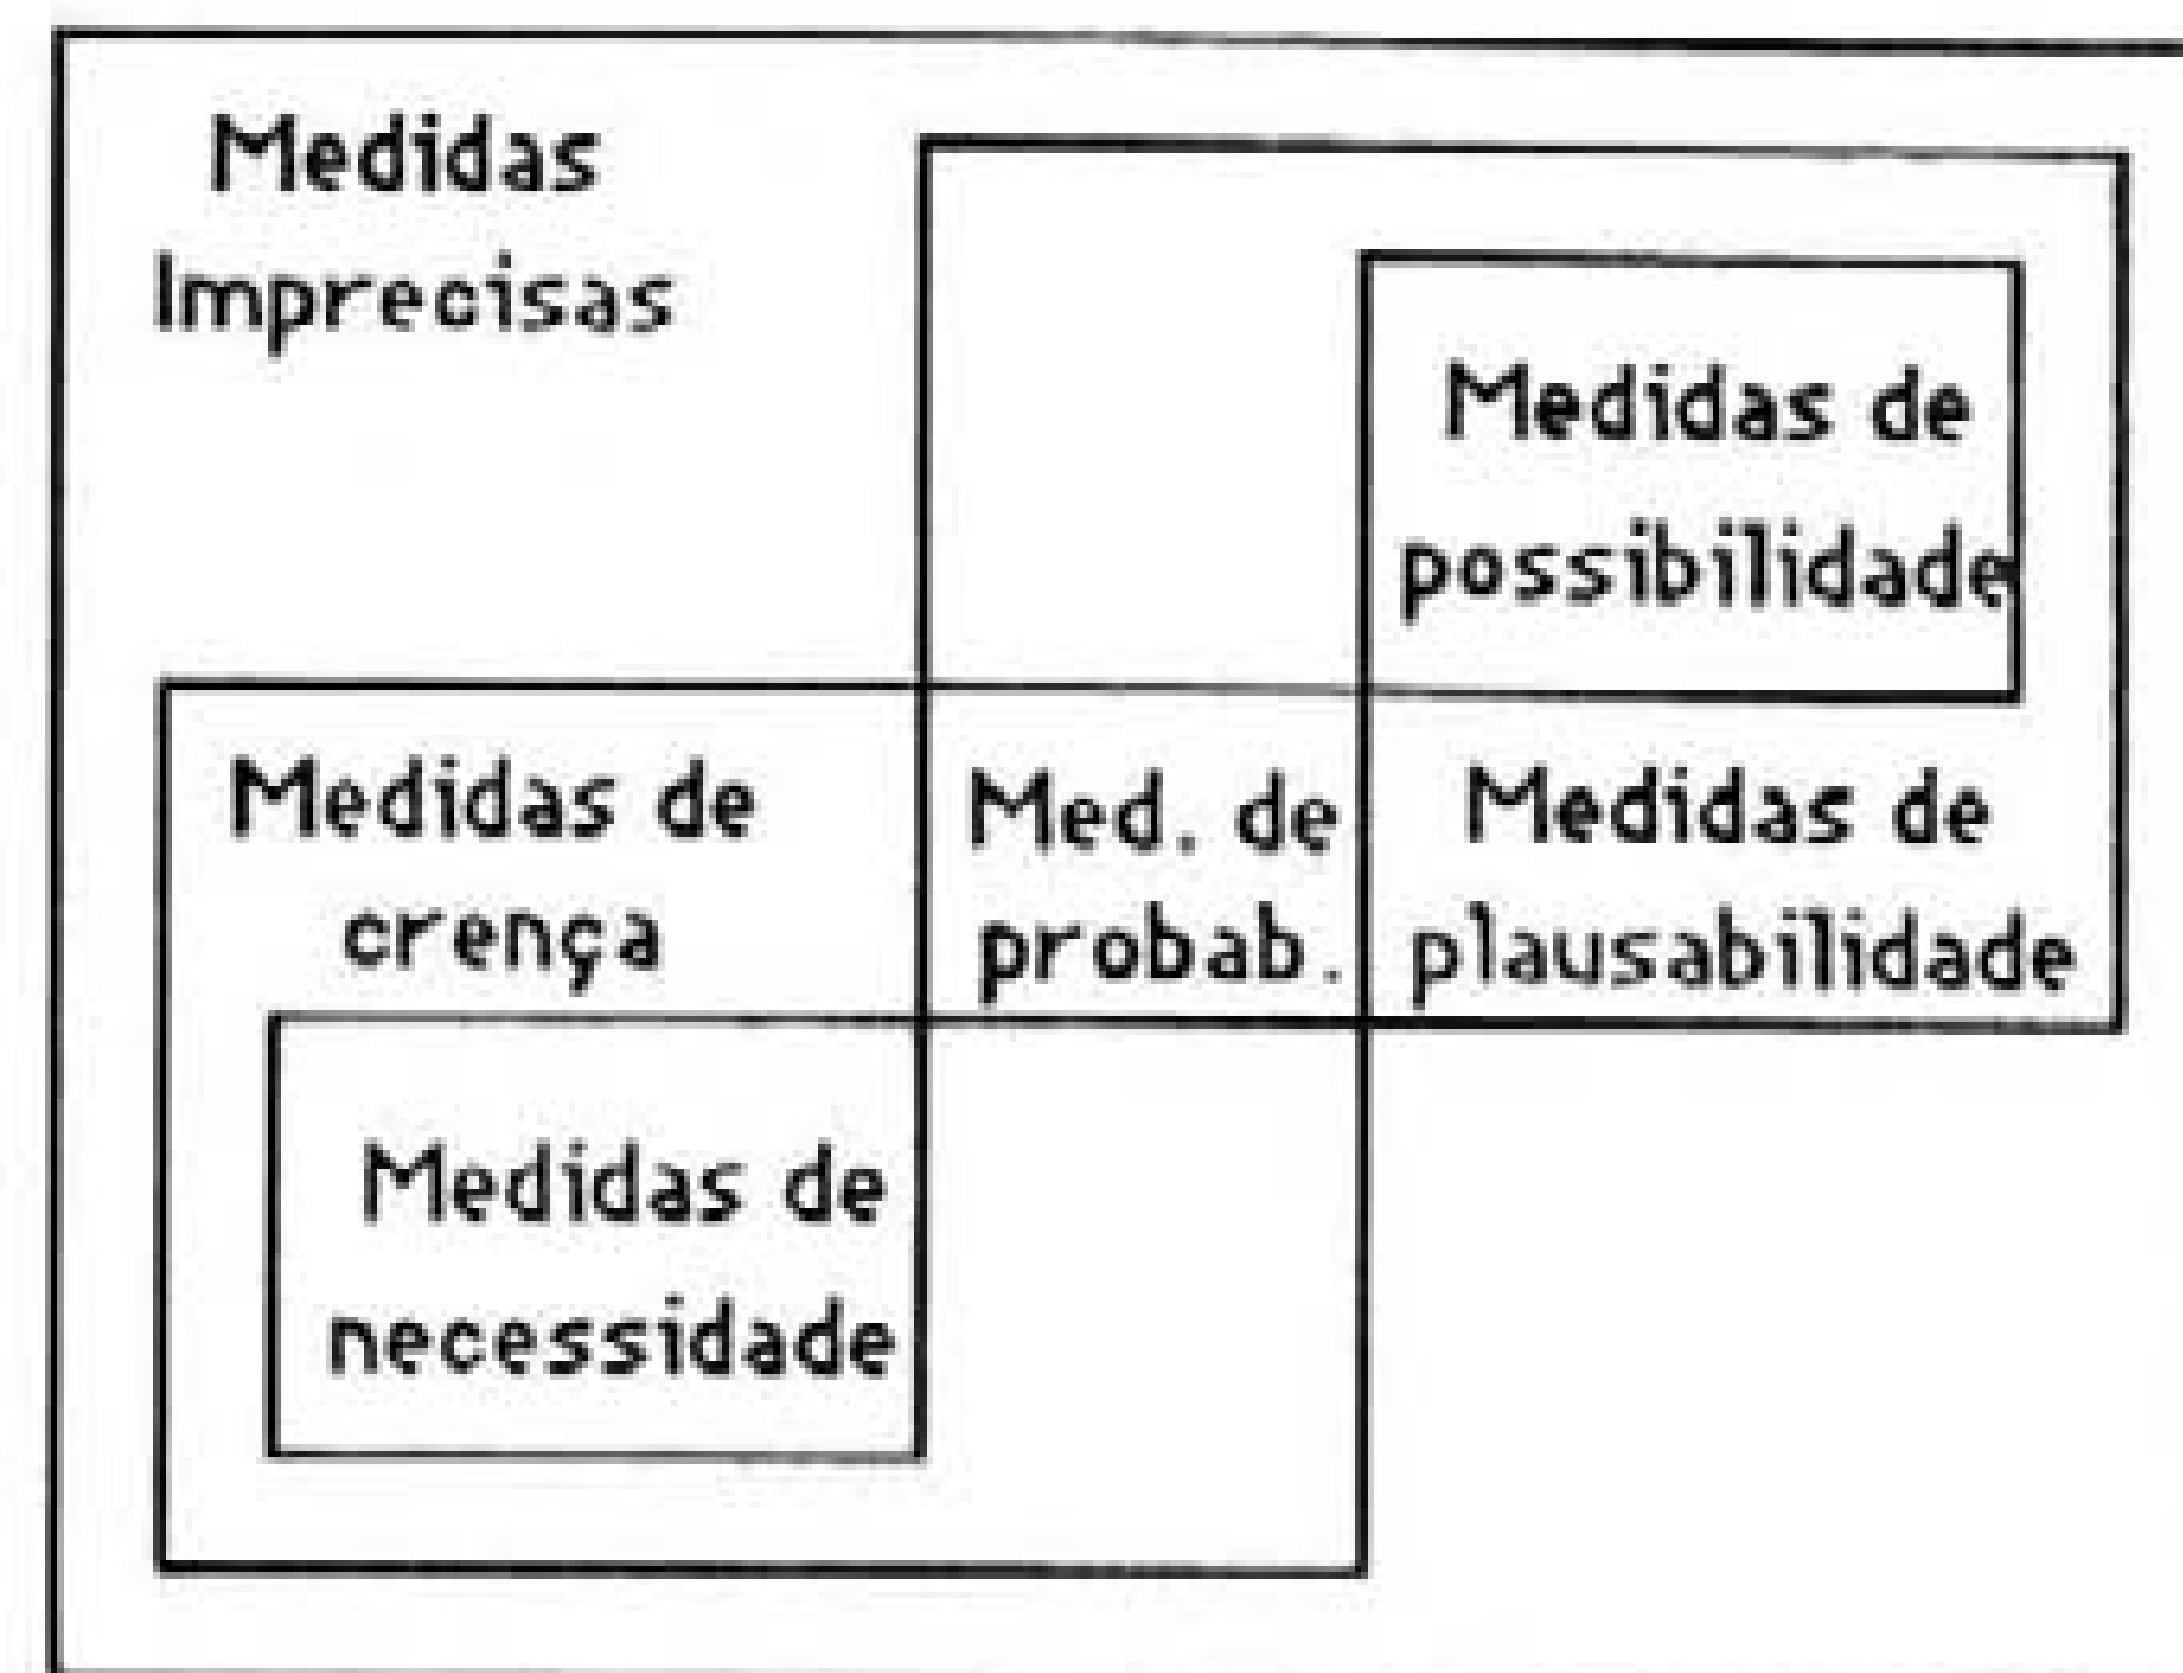 Medidas
Imprecisas
Medidas de
possibilidade
Medidas de
crença
Med. de
probab.
Medidas de
plausabilidade
Medidas de
necessidade